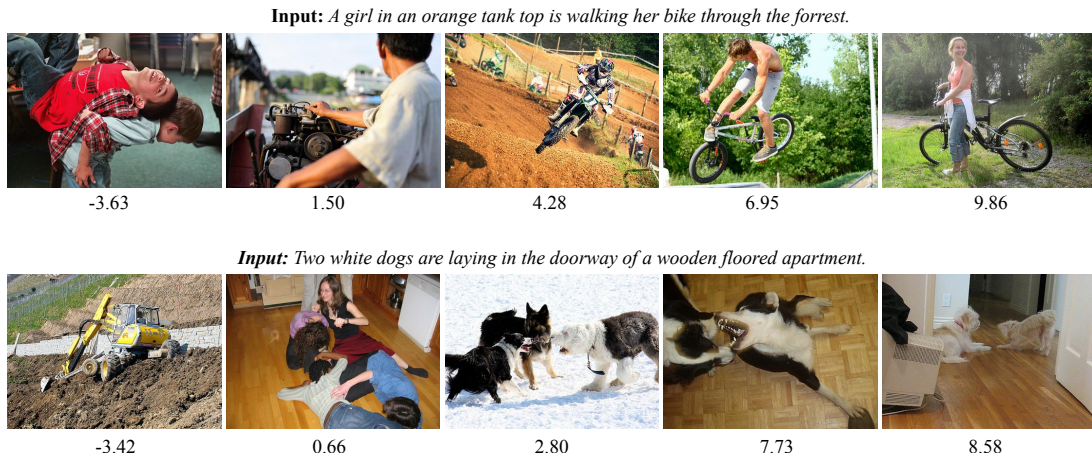 Input: A girl in an orange tank top is walking her bike through the forrest.
-3.63 1.50 4.28 6.95 9.86
Input: Two white dogs are laying in the doorway of a wooden floored apartment.
-3.42 0.66 2.80 7.73 8.58